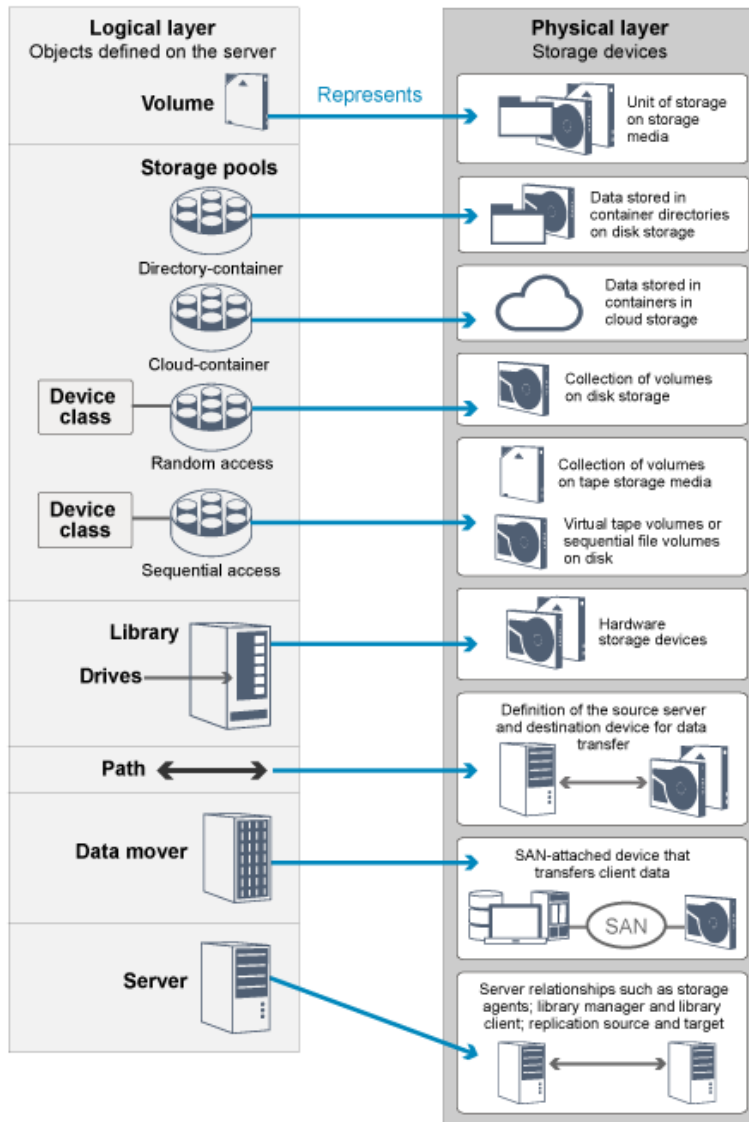 Logical layer
Objects defined on the server
Physical layer
Storage devices
Volume
Represents
Unit of storage
on storage
media
Storage pools
Directory-container
Data stored in
container directories
on disk storage
Cloud-container
Data stored in
containers in
cloud storage
Device
class
Random access
Collection of volumes
on disk storage
Device
class
Sequential access
Collection of volumes
on tape storage media
Virtual tape volumes or
sequential file volumes
on disk
Library
Drives
Hardware
storage devices
Path
Definition of the source server
and destination device for data
transfer
Data mover
SAN-attached device that
transfers client data
SAN
Server
Server relationships such as storage
agents; library manager and library
client; replication source and target